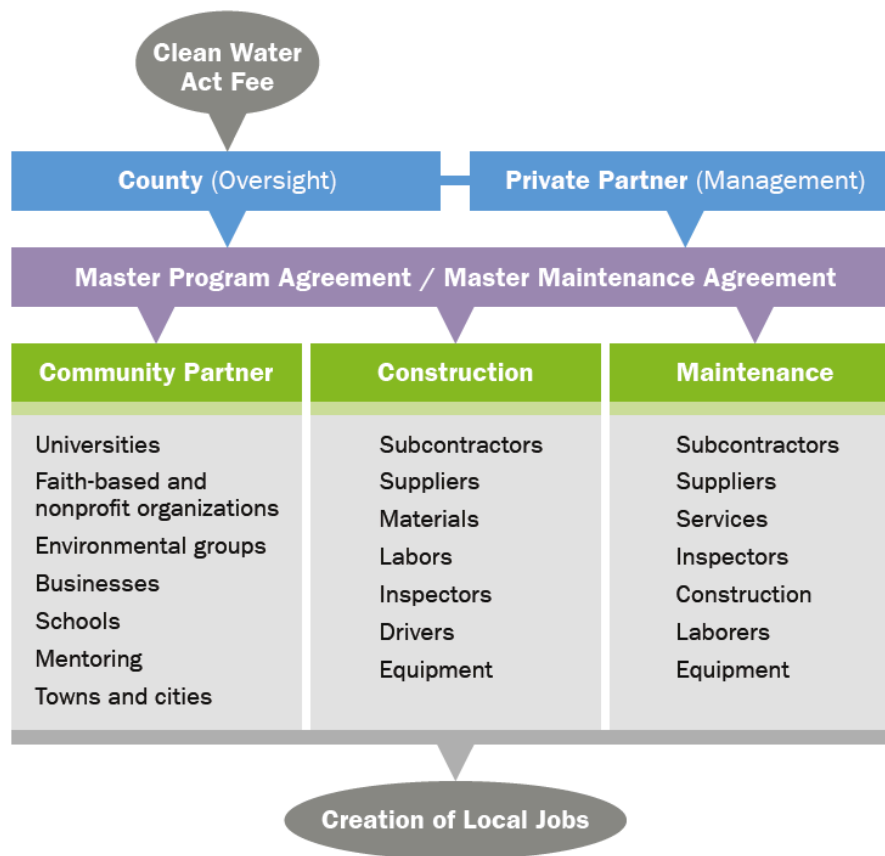 Clean Water
Act Fee
County (Oversight)
Private Partner (Management)
Master Program Agreement / Master Maintenance Agreement
Community Partner
Universities
Faith-based and
nonprofit organizations
Environmental groups
Businesses
Schools
Mentoring
Towns and cities
Construction
Subcontractors
Suppliers
Materials
Labors
Inspectors
Drivers
Equipment
Maintenance
Subcontractors
Suppliers
Services
Inspectors
Construction
Laborers
Equipment
Creation of Local Jobs